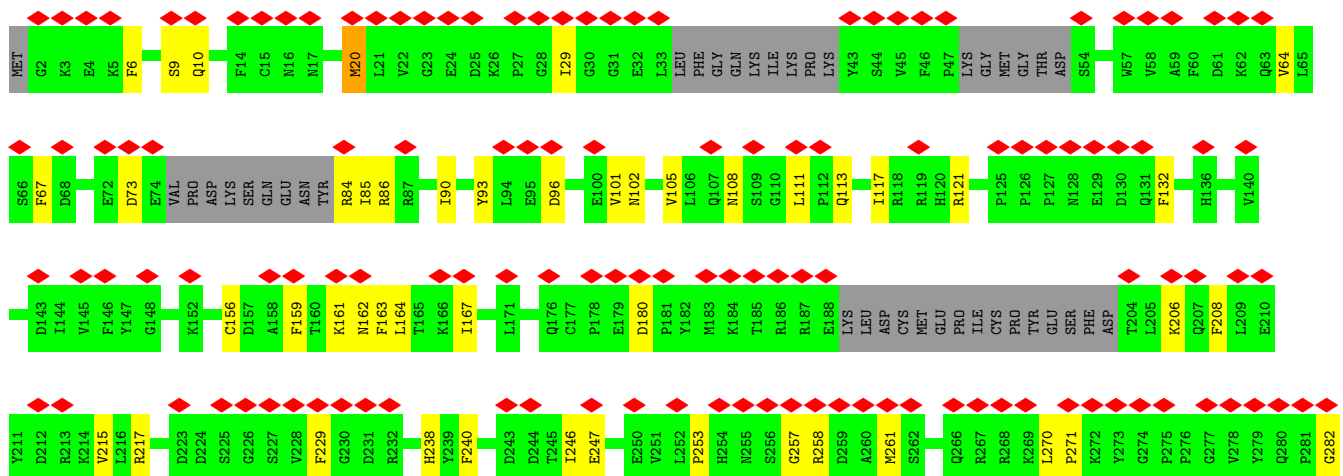 MET G2 K3 E4 K5 F6 S9 Q10 F14 C15 N16 N17 M20 L21 V22 G23 E24 D25 K26 P27 G28 I29 G30 G31 E32 L33 LEU PHE GLY GLN LYS ILE LYS PRO LYS Y43 S44 V45 F46 P47 LYS GLY MET GLY THR ASP S54 W57 V58 A59 F60 D61 K62 Q63 V64 L65
S66 F67 D68 E72 D73 E74 VAL PRO ASP LYS SER GLN GLU ASN TYR R84 I85 R86 R87 I90 Y93 L94 E95 D96 E100 V101 N102 V105 L106 Q107 N108 S109 G110 L111 P112 Q113 I117 R118 R119 H120 R121 P125 P126 P127 N128 E129 D130 Q131 F132 H136 V140
D143 I144 V145 F146 Y147 G148 K152 C156 D157 A158 F159 T160 K161 N162 F163 L164 T165 K166 I167 L171 Q176 C177 P178 E179 D180 P181 Y182 M183 K184 T185 R186 R187 E188 LYS LEU ASP CYS MET GLU PRO ILE CYS PRO TYR GLU SER PHE ASP T204 L205 K206 Q207 F208 L209 E210
Y211 D212 R213 K214 V215 L216 R217 D223 D224 S225 G226 S227 V228 F229 G230 D231 R232 H238 Y239 F240 D243 D244 T245 I246 E247 E250 V251 L252 P253 H254 N255 S256 G257 R258 D259 A260 M261 S262 Q266 R267 R268 K269 L270 P271 K272 Y273 G274 P275 P276 G277 V278 Y279 Q280 P281 G282